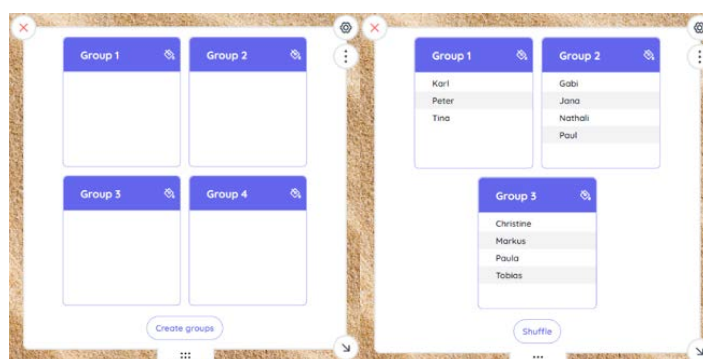 Group 1
Group 2
Group 3
Group 4
Create groups
Group 1
Karl
Peter
Tina
Group 2
Gabi
Jana
Nathali
Paul
Group 3
Christine
Markus
Paula
Tobias
Shuffle